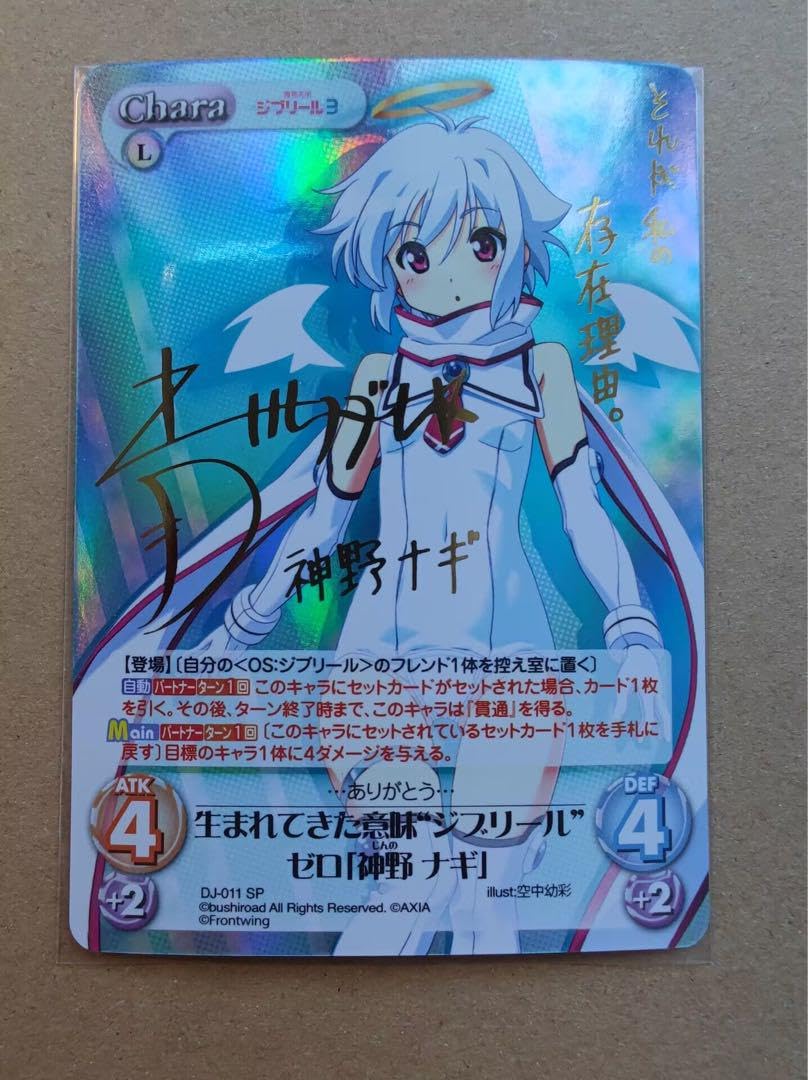 Chara
ジブリール3
L
それが私の
存在理由。
神野ナギ
【登場】〔自分の<OS:ジブリール>のフレンド1体を控え室に置く〕
自動 パートナー ターン1回 このキャラにセットカードがセットされた場合、カード1枚
を引く。その後、ターン終了時まで、このキャラは『貫通』を得る。
Main パートナー ターン1回 〔このキャラにセットされているセットカード1枚を手札に
戻す〕目標のキャラ1体に4ダメージを与える。
…ありがとう…
ATK
4
+2
生まれてきた意味“ジブリール”
じんの
ゼロ「神野 ナギ」
DEF
4
+2
DJ-011 SP
illust:空中幼彩
©bushiroad All Rights Reserved. ©AXIA
©Frontwing